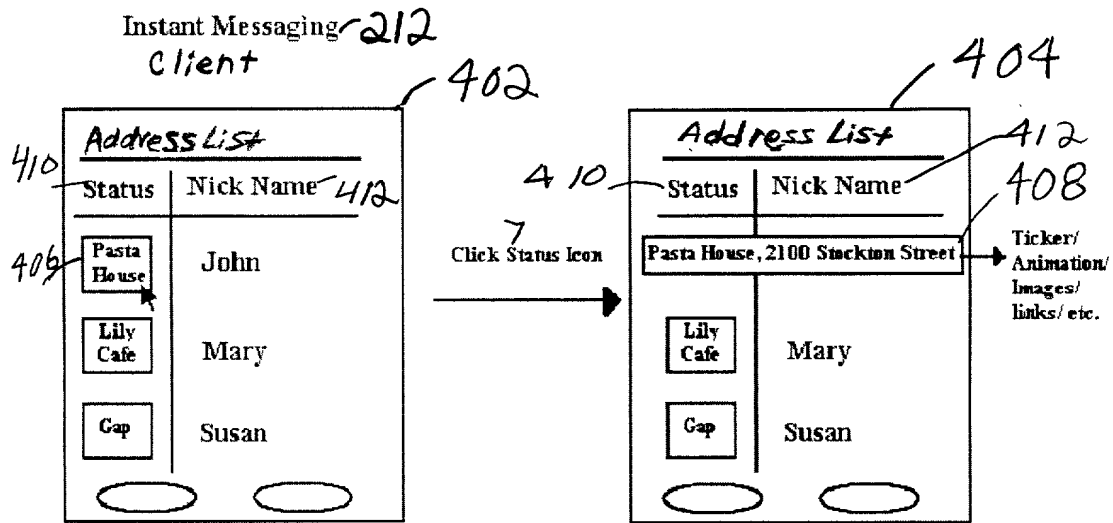 Instant Messaging 212
Client
402
404
Address List
410
Status
Nick Name
412
406
Pasta
House
John
Lily
Cafe
Mary
Gap
Susan
7
Click Status Icon
Address List
412
410
Status
Nick Name
408
Pasta House, 2100 Stockton Street
Ticker/
Animation/
Images/
links/ etc.
Lily
Cafe
Mary
Gap
Susan